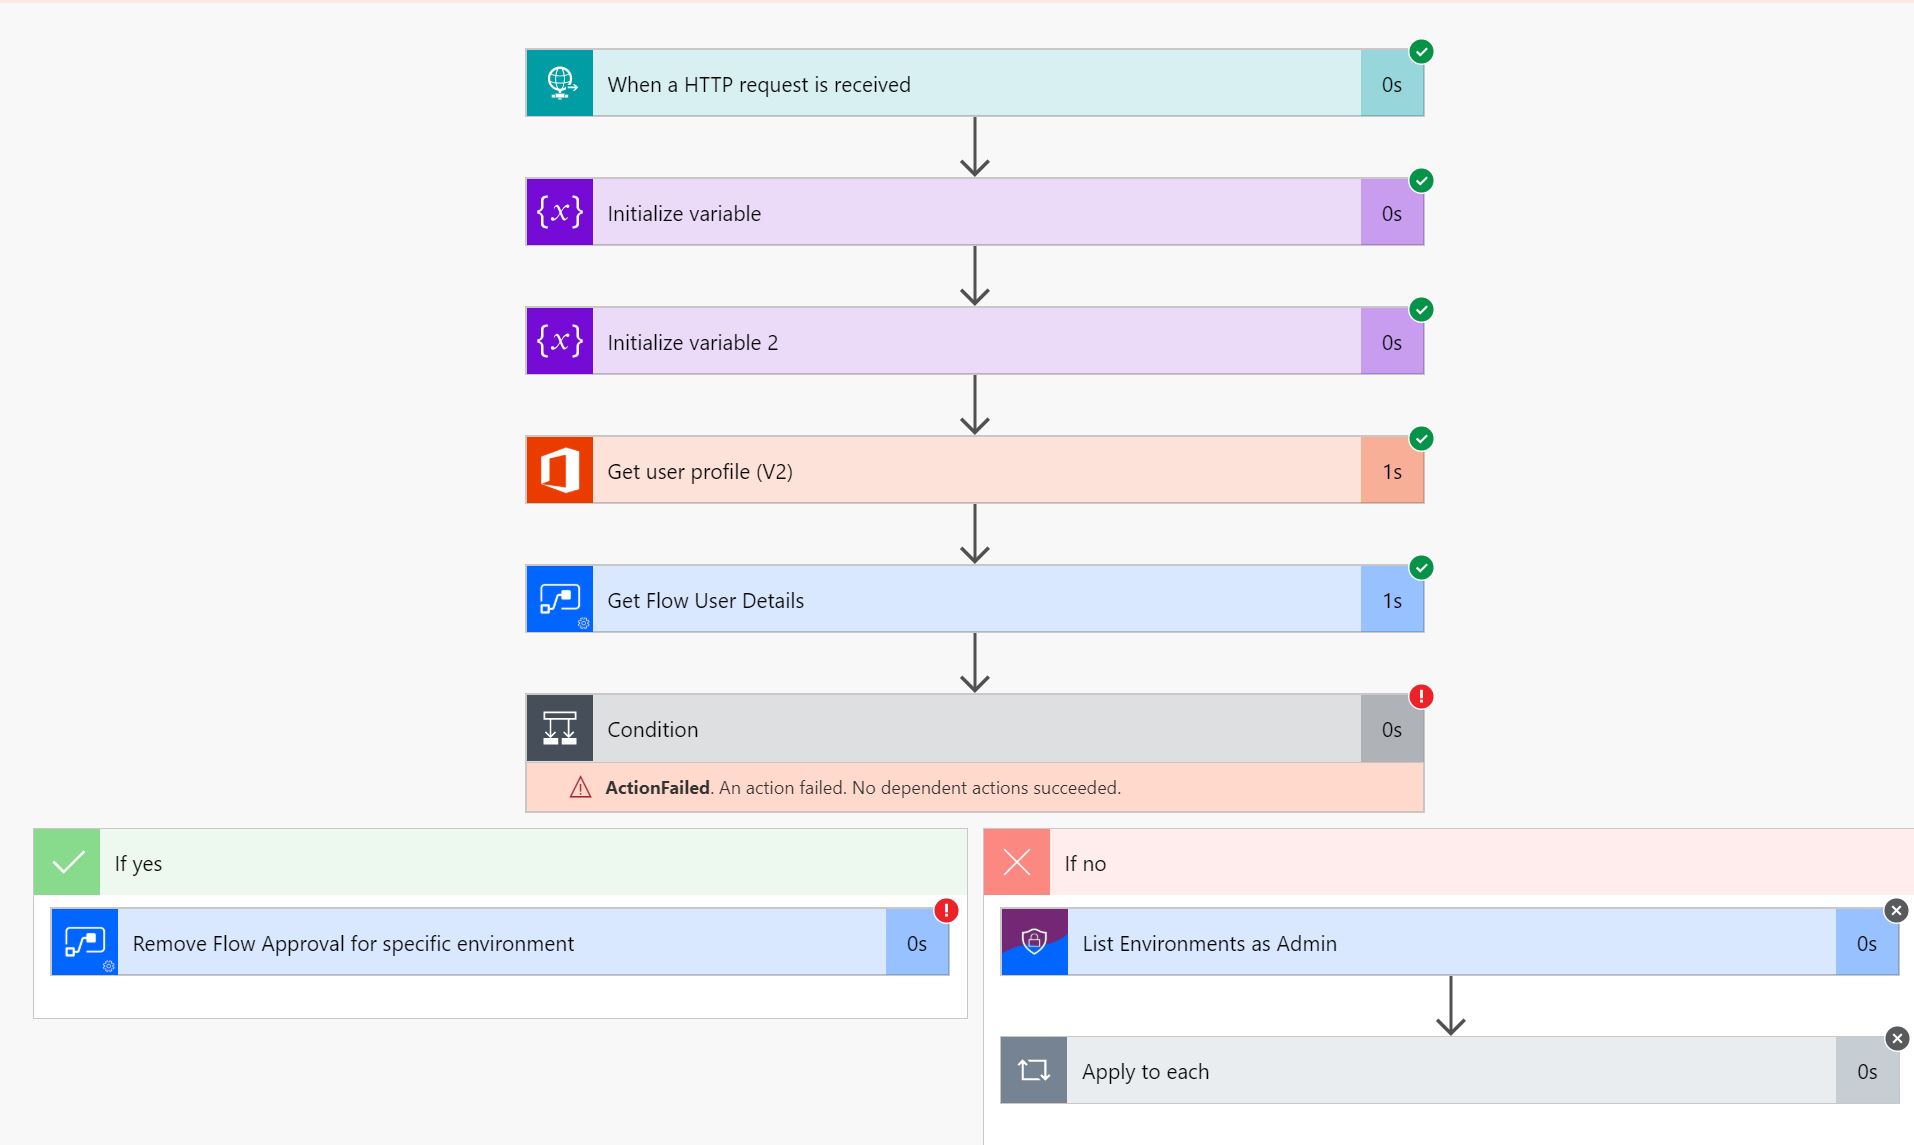 When a HTTP request is received
0s
{x} Initialize variable
0s
{x} Initialize variable 2
0s
Get user profile (V2)
1s
Get Flow User Details
1s
Condition
0s
ActionFailed. An action failed. No dependent actions succeeded.
If yes
Remove Flow Approval for specific environment
0s
If no
List Environments as Admin
0s
Apply to each
0s